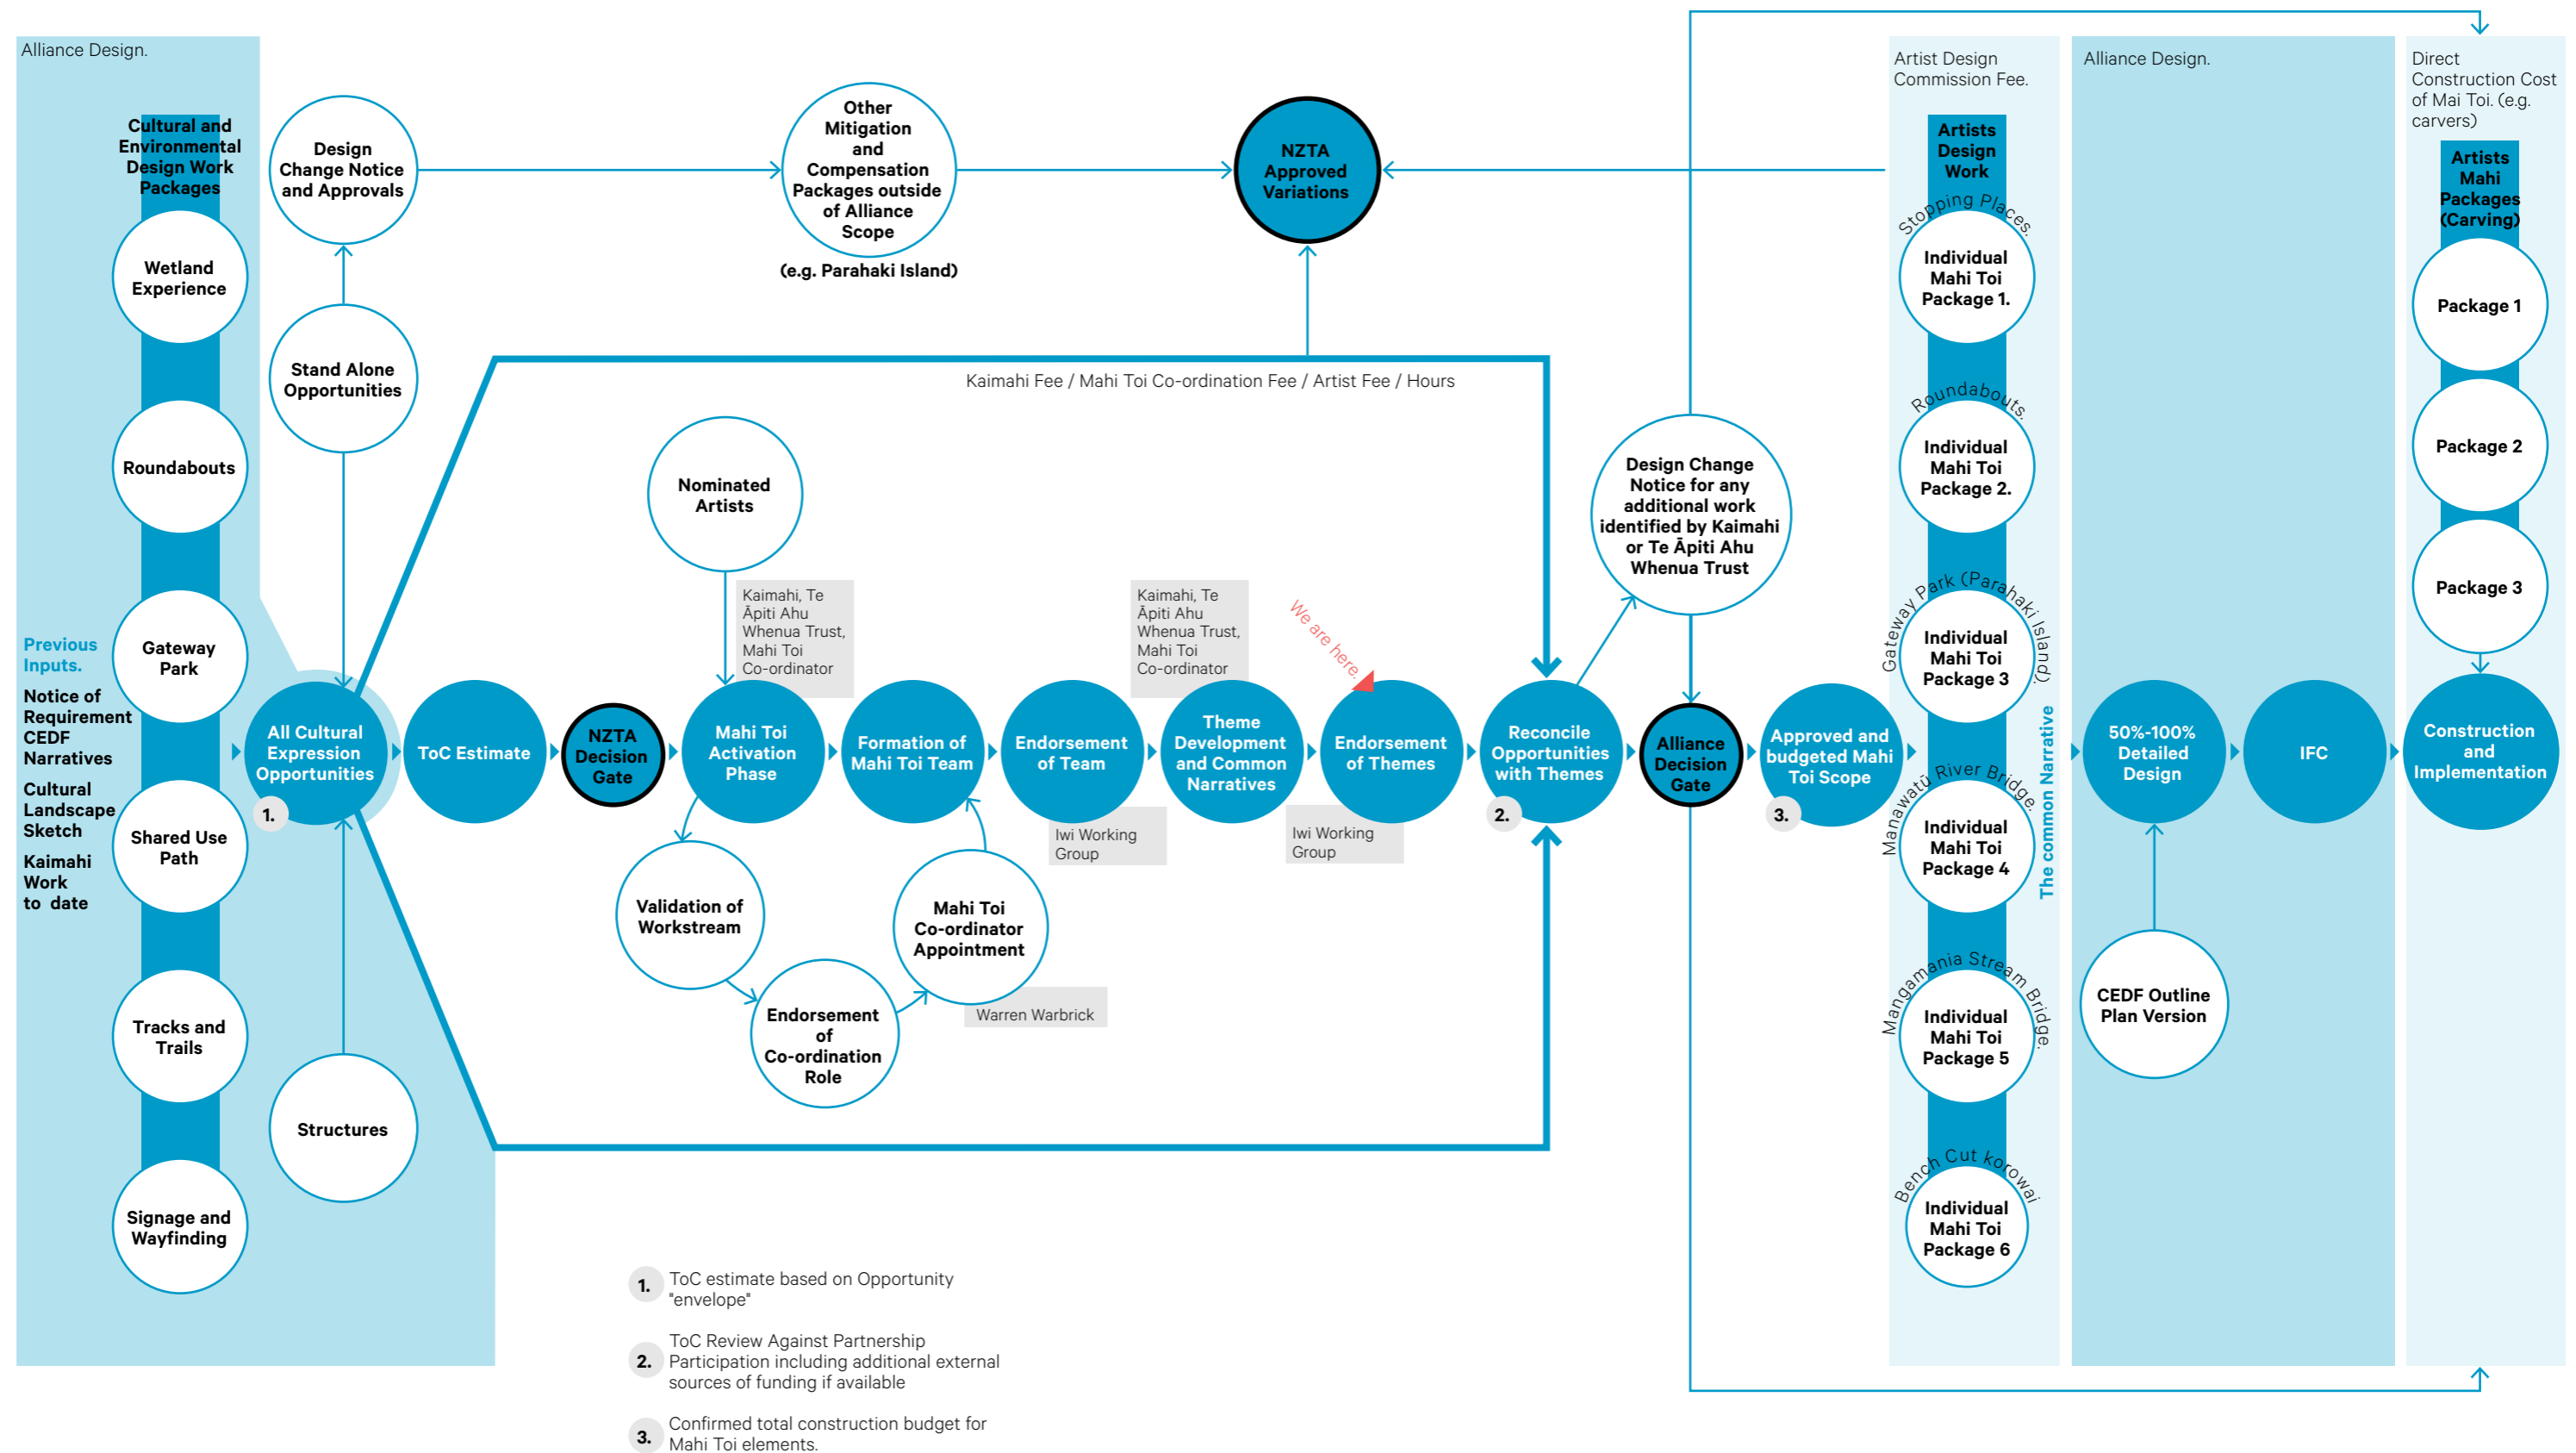 Alliance Design.
Cultural and
Environmental
Design Work
Packages
Wetland
Experience
Roundabouts
Gateway
Park
Shared Use
Path
Tracks and
Trails
Signage and
Wayfinding
Previous
Inputs.
Notice of
Requirement
CEDF
Narratives
Cultural
Landscape
Sketch
Kaimahi
Work
to date
Design
Change Notice
and Approvals
Stand Alone
Opportunities
All Cultural
Expression
Opportunities
1.
Structures
Other
Mitigation
and
Compensation
Packages outside
of Alliance
Scope
(e.g. Parahaki Island)
NZTA
Approved
Variations
Kaimahi Fee / Mahi Toi Co-ordination Fee / Artist Fee / Hours
ToC Estimate
NZTA
Decision
Gate
Nominated
Artists
Kaimahi, Te
Āpiti Ahu
Whenua Trust,
Mahi Toi
Co-ordinator
Mahi Toi
Activation
Phase
Validation of
Workstream
Endorsement
of
Co-ordination
Role
Mahi Toi
Co-ordinator
Appointment
Warren Warbrick
Formation of
Mahi Toi Team
Endorsement
of Team
Iwi Working
Group
Kaimahi, Te
Āpiti Ahu
Whenua Trust,
Mahi Toi
Co-ordinator
Theme
Development
and Common
Narratives
We are here.
Endorsement
of Themes
Iwi Working
Group
Reconcile
Opportunities
with Themes
2.
Design Change
Notice for any
additional work
identified by Kaimahi
or Te Āpiti Ahu
Whenua Trust
Alliance
Decision
Gate
Approved and
budgeted Mahi
Toi Scope
3.
Artist Design
Commission Fee.
Artists
Design
Work
Stopping Places.
Individual
Mahi Toi
Package 1.
Roundabouts.
Individual
Mahi Toi
Package 2.
Gateway Park (Parahaki Island).
Individual
Mahi Toi
Package 3
Manawatū River Bridge.
Individual
Mahi Toi
Package 4
Mangamania Stream Bridge.
Individual
Mahi Toi
Package 5
Bench Cut korowai
Individual
Mahi Toi
Package 6
The common Narrative
Alliance Design.
50%-100%
Detailed
Design
IFC
CEDF Outline
Plan Version
Direct
Construction Cost
of Mai Toi. (e.g.
carvers)
Artists
Mahi
Packages
(Carving)
Package 1
Package 2
Package 3
Construction
and
Implementation
1. ToC estimate based on Opportunity
"envelope"
2. ToC Review Against Partnership
Participation including additional external
sources of funding if available
3. Confirmed total construction budget for
Mahi Toi elements.